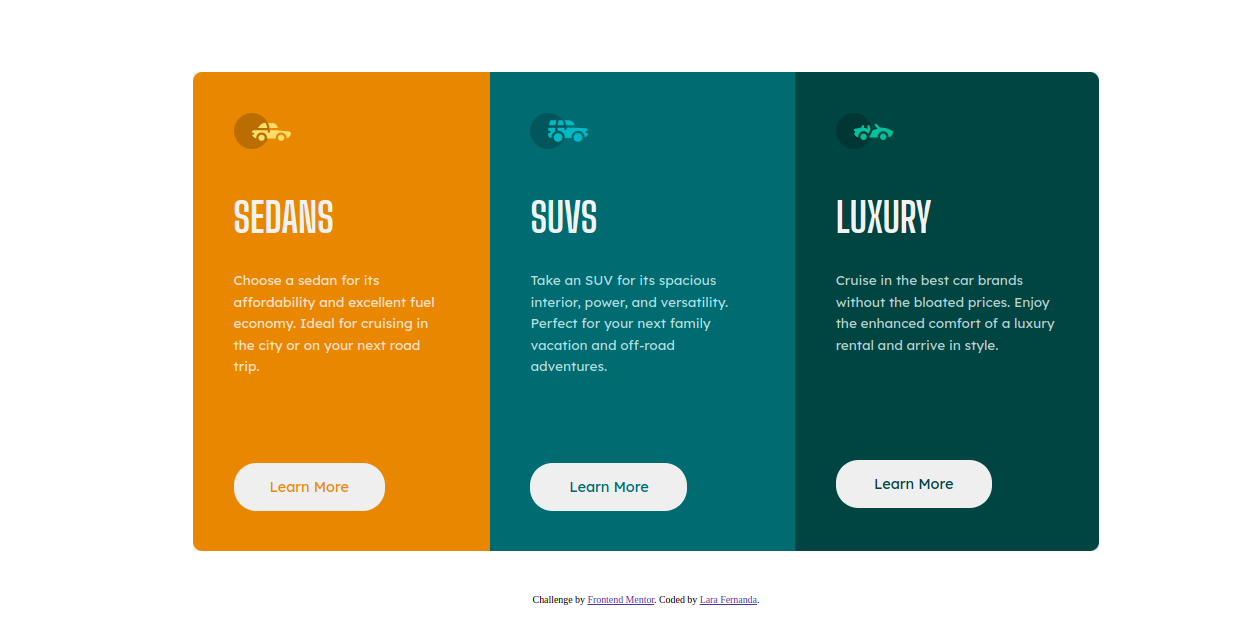 SEDANS
Choose a sedan for its
affordability and excellent fuel
economy. Ideal for cruising in
the city or on your next road
trip.
Learn More
SUVS
Take an SUV for its spacious
interior, power, and versatility.
Perfect for your next family
vacation and off-road
adventures.
Learn More
LUXURY
Cruise in the best car brands
without the bloated prices. Enjoy
the enhanced comfort of a luxury
rental and arrive in style.
Learn More
Challenge by Frontend Mentor. Coded by Lara Fernanda.